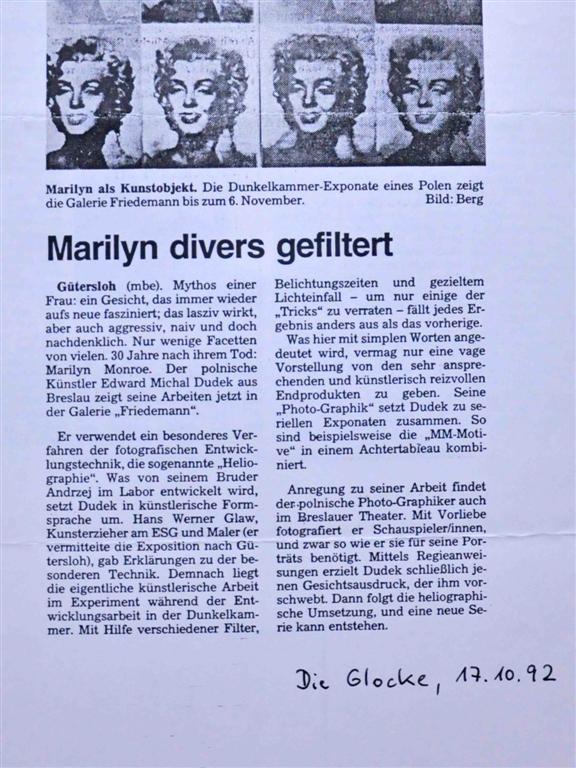 Marilyn als Kunstobjekt. Die Dunkelkammer-Exponate eines Polen zeigt
die Galerie Friedemann bis zum 6. November. Bild: Berg
Marilyn divers gefiltert
Gütersloh (mbe). Mythos einer
Frau: ein Gesicht, das immer wieder
aufs neue fasziniert; das lasziv wirkt,
aber auch aggressiv, naiv und doch
nachdenklich. Nur wenige Facetten
von vielen. 30 Jahre nach ihrem Tod:
Marilyn Monroe. Der polnische
Künstler Edward Michal Dudek aus
Breslau zeigt seine Arbeiten jetzt in
der Galerie „Friedemann“.
Er verwendet ein besonderes Ver-
fahren der fotografischen Entwick-
lungstechnik, die sogenannte „Helio-
graphie“. Was von seinem Bruder
Andrzej im Labor entwickelt wird,
setzt Dudek in künstlerische Form-
sprache um. Hans Werner Glaw,
Kunsterzieher am ESG und Maler (er
vermitteite die Exposition nach Gü-
tersloh), gab Erklärungen zu der be-
sonderen Technik. Demnach liegt
die eigentliche künstlerische Arbeit
im Experiment während der Ent-
wicklungsarbeit in der Dunkelkam-
mer. Mit Hilfe verschiedener Filter,
Belichtungszeiten und gezieltem
Lichteinfall – um nur einige der
„Tricks“ zu verraten – fällt jedes Er-
gebnis anders aus als das vorherige.
Was hier mit simplen Worten ange-
deutet wird, vermag nur eine vage
Vorstellung von den sehr anspre-
chenden und künstlerisch reizvollen
Endprodukten zu geben. Seine
„Photo-Graphik“ setzt Dudek zu se-
riellen Exponaten zusammen. So
sind beispielsweise die „MM-Moti-
ve“ in einem Achtertableau kombi-
niert.
Anregung zu seiner Arbeit findet
der polnische Photo-Graphiker auch
im Breslauer Theater. Mit Vorliebe
fotografiert er Schauspieler/innen,
und zwar so wie er sie für seine Por-
träts benötigt. Mittels Regieanwei-
sungen erzielt Dudek schließlich je-
nen Gesichtsausdruck, der ihm vor-
schwebt. Dann folgt die heliographi-
sche Umsetzung, und eine neue Se-
rie kann entstehen.
Die Glocke, 17.10.92